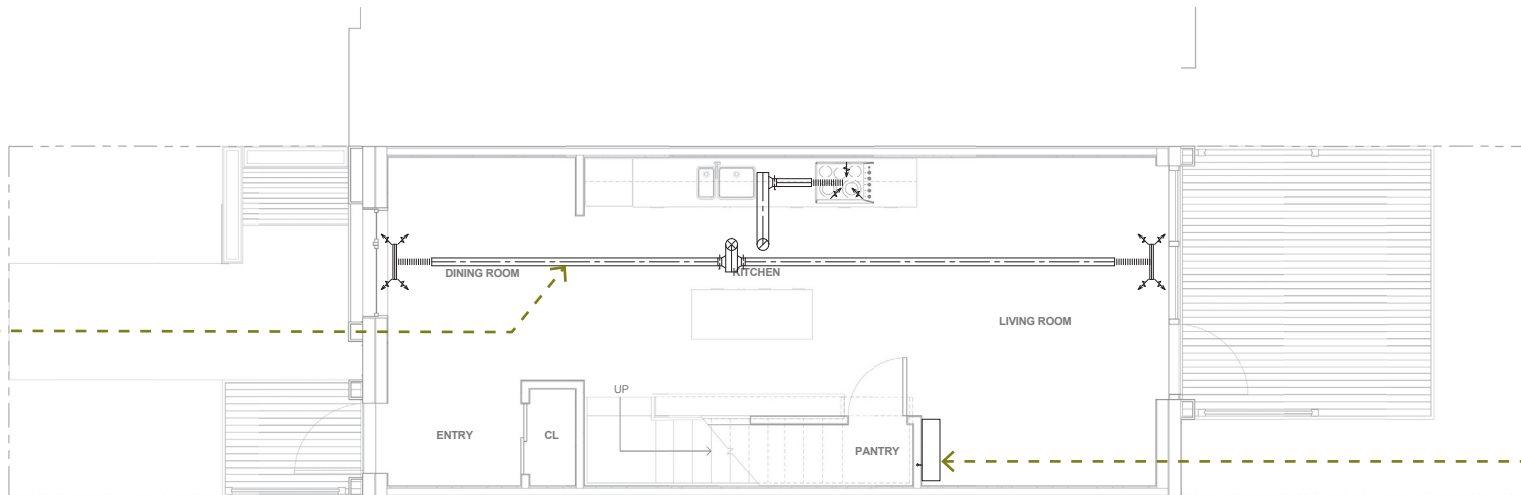 DINING ROOM
KITCHEN
LIVING ROOM
UP
ENTRY
CL
PANTRY